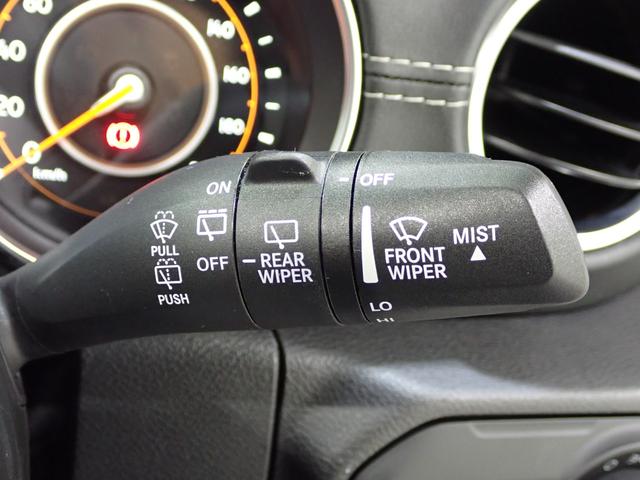 60
40
20
0
km/h
140
160
180
ON
OFF
PULL
PUSH
REAR
WIPER
OFF
FRONT
WIPER
MIST
LO
HI